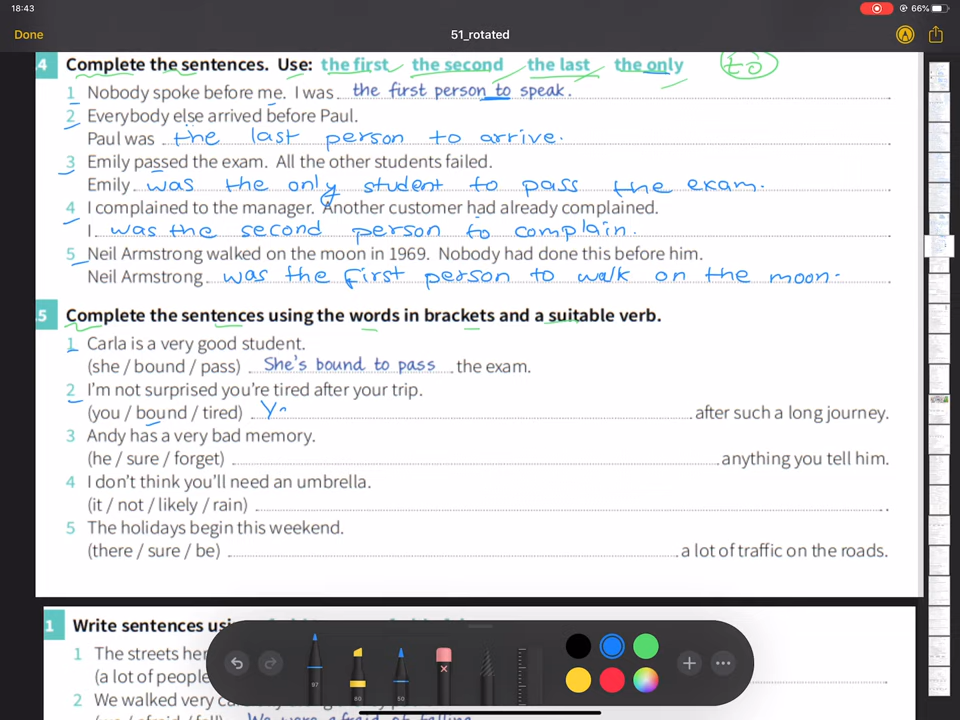 18:43
66%
Done
51_rotated
4 Complete the sentences. Use: the first the second the last the only to
1 Nobody spoke before me. I was the first person to speak.
2 Everybody else arrived before Paul.
Paul was the last person to arrive.
3 Emily passed the exam. All the other students failed.
Emily was the only student to pass the exam.
4 I complained to the manager. Another customer had already complained.
I was the second person to complain.
5 Neil Armstrong walked on the moon in 1969. Nobody had done this before him.
Neil Armstrong was the first person to walk on the moon.
.5 Complete the sentences using the words in brackets and a suitable verb.
1 Carla is a very good student.
(she / bound / pass) She's bound to pass the exam.
2 I'm not surprised you're tired after your trip.
(you / bound / tired) after such a long journey.
3 Andy has a very bad memory.
(he / sure / forget) anything you tell him.
4 I don't think you'll need an umbrella.
(it / not / likely / rain) .
5 The holidays begin this weekend.
(there / sure / be) a lot of traffic on the roads.
1 Write sentences
1 The streets
(a lot of people
2 We walked very
97
80
50